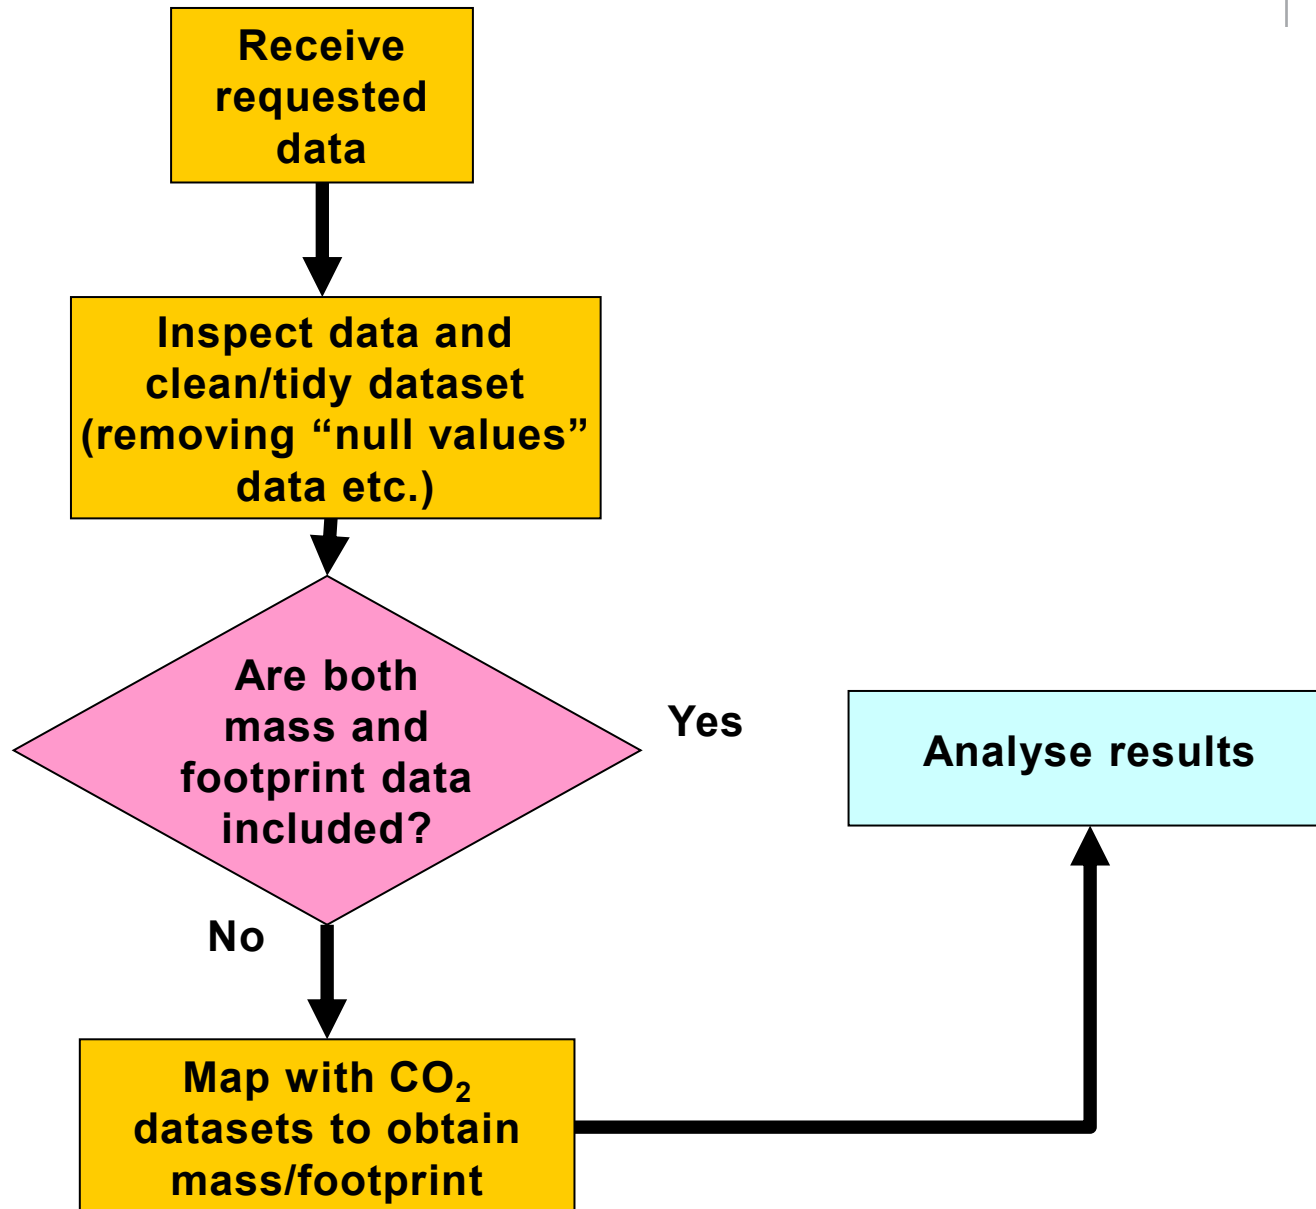 Receive
requested
data
Inspect data and
clean/tidy dataset
(removing “null values”
data etc.)
Are both
mass and
footprint data
included?
Yes
Analyse results
No
Map with CO₂
datasets to obtain
mass/footprint